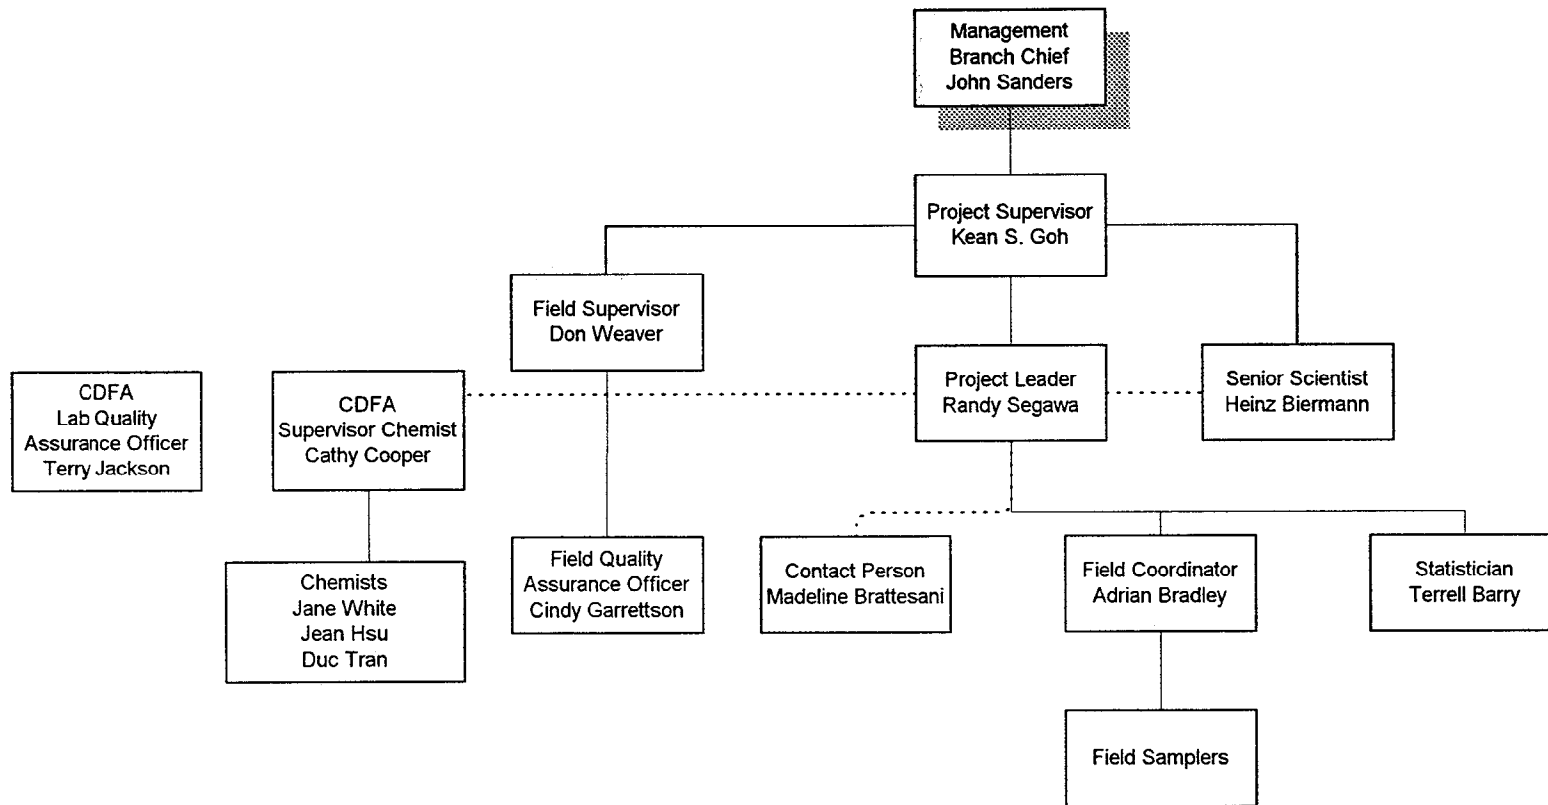 Management
Branch Chief
John Sanders
Project Supervisor
Kean S. Goh
Field Supervisor
Don Weaver
Project Leader
Randy Segawa
Senior Scientist
Heinz Biermann
CDFA
Lab Quality
Assurance Officer
Terry Jackson
CDFA
Supervisor Chemist
Cathy Cooper
Chemists
Jane White
Jean Hsu
Duc Tran
Field Quality
Assurance Officer
Cindy Garrettson
Contact Person
Madeline Brattesani
Field Coordinator
Adrian Bradley
Statistician
Terrell Barry
Field Samplers